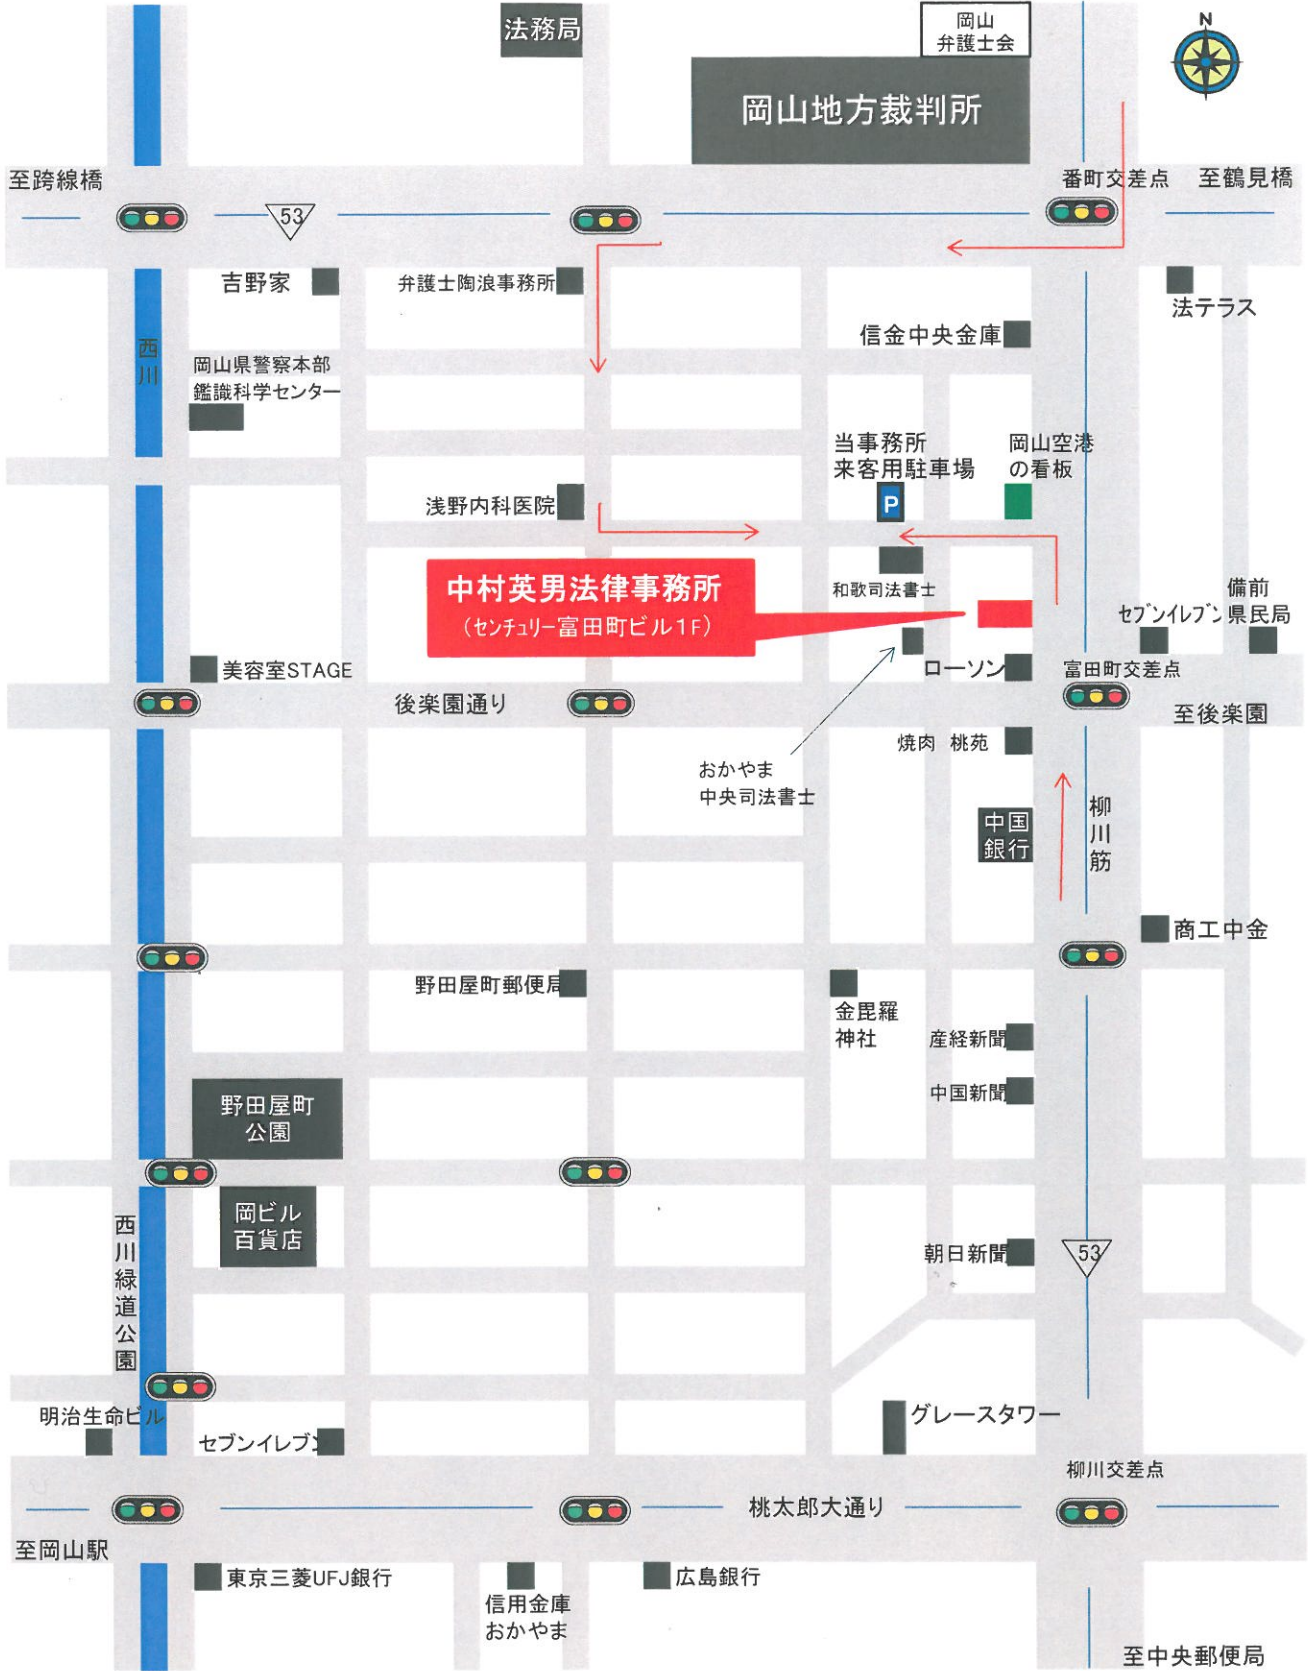 法務局
岡山
弁護士会
N
岡山地方裁判所
至跨線橋
番町交差点
至鶴見橋
53
吉野家
弁護士陶浪事務所
法テラス
信金中央金庫
西川
岡山県警察本部
鑑識科学センター
当事務所
来客用駐車場
岡山空港
の看板
浅野内科医院
P
中村英男法律事務所
(センチュリー富田町ビル1F)
和歌司法書士
備前
県民局
セブンイレブン
美容室STAGE
ローソン
富田町交差点
後楽園通り
至後楽園
焼肉 桃苑
おかやま
中央司法書士
中国
銀行
柳川筋
商工中金
野田屋町郵便局
金毘羅
神社
産経新聞
中国新聞
野田屋町
公園
岡ビル
百貨店
西川緑道公園
朝日新聞
53
明治生命ビル
セブンイレブン
グレースタワー
柳川交差点
桃太郎大通り
至岡山駅
東京三菱UFJ銀行
信用金庫
おかやま
広島銀行
至中央郵便局